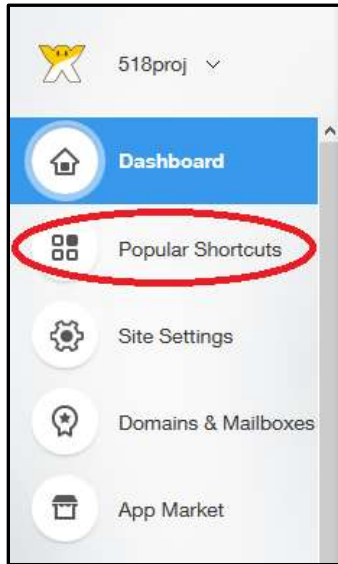 518proj
Dashboard
Popular Shortcuts
Site Settings
Domains & Mailboxes
App Market